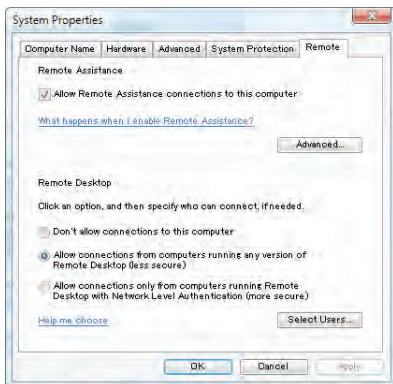 System Properties
Computer Name Hardware Advanced System Protection Remote
Remote Assistance
Allow Remote Assistance connections to this computer
What happens when I enable Remote Assistance?
Advanced...
Remote Desktop
Click an option, and then specify who can connect, if needed.
Don't allow connections to this computer
Allow connections from computers running any version of
Remote Desktop (less secure)
Allow connections only from computers running Remote
Desktop with Network Level Authentication (more secure)
Help me choose
Select Users...
OK Cancel Apply